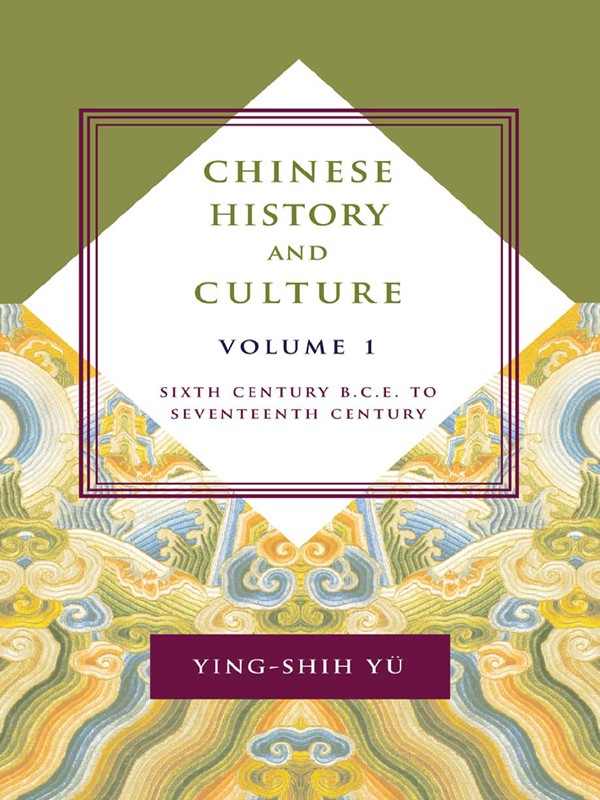 CHINESE
HISTORY
AND
CULTURE
VOLUME 1
SIXTH CENTURY B.C.E. TO
SEVENTEENTH CENTURY
YING-SHIH YÜ